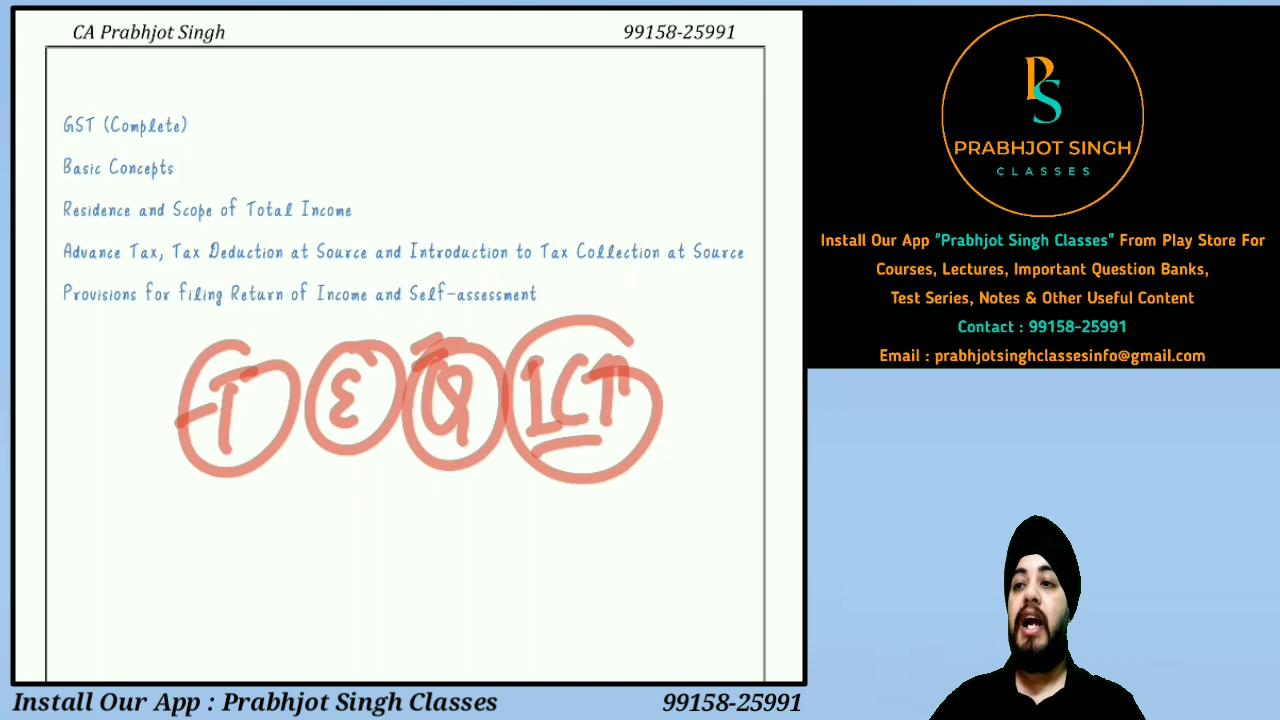 CA Prabhjot Singh 99158-25991
GST (Complete)
Basic Concepts
Residence and Scope of Total Income
Advance Tax, Tax Deduction at Source and Introduction to Tax Collection at Source
Provisions for filing Return of Income and Self-assessment
T E Q LCT
Install Our App : Prabhjot Singh Classes 99158-25991
PS
PRABHJOT SINGH
CLASSES
Install Our App "Prabhjot Singh Classes" From Play Store For
Courses, Lectures, Important Question Banks,
Test Series, Notes & Other Useful Content
Contact : 99158-25991
Email : prabhjotsinghclassesinfo@gmail.com